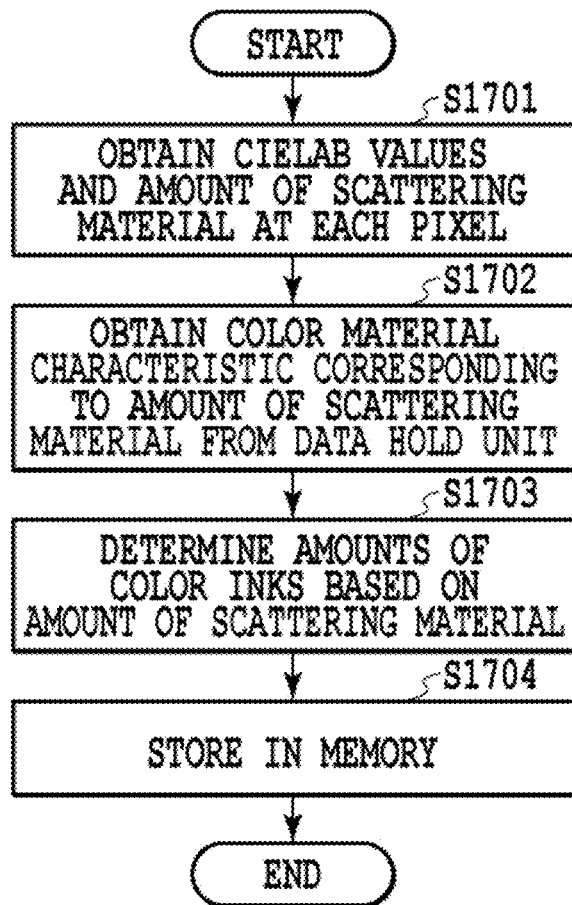 START
S1701
OBTAIN CIELAB VALUES
AND AMOUNT OF SCATTERING
MATERIAL AT EACH PIXEL
S1702
OBTAIN COLOR MATERIAL
CHARACTERISTIC CORRESPONDING
TO AMOUNT OF SCATTERING
MATERIAL FROM DATA HOLD UNIT
S1703
DETERMINE AMOUNTS OF
COLOR INKS BASED ON
AMOUNT OF SCATTERING MATERIAL
S1704
STORE IN MEMORY
END